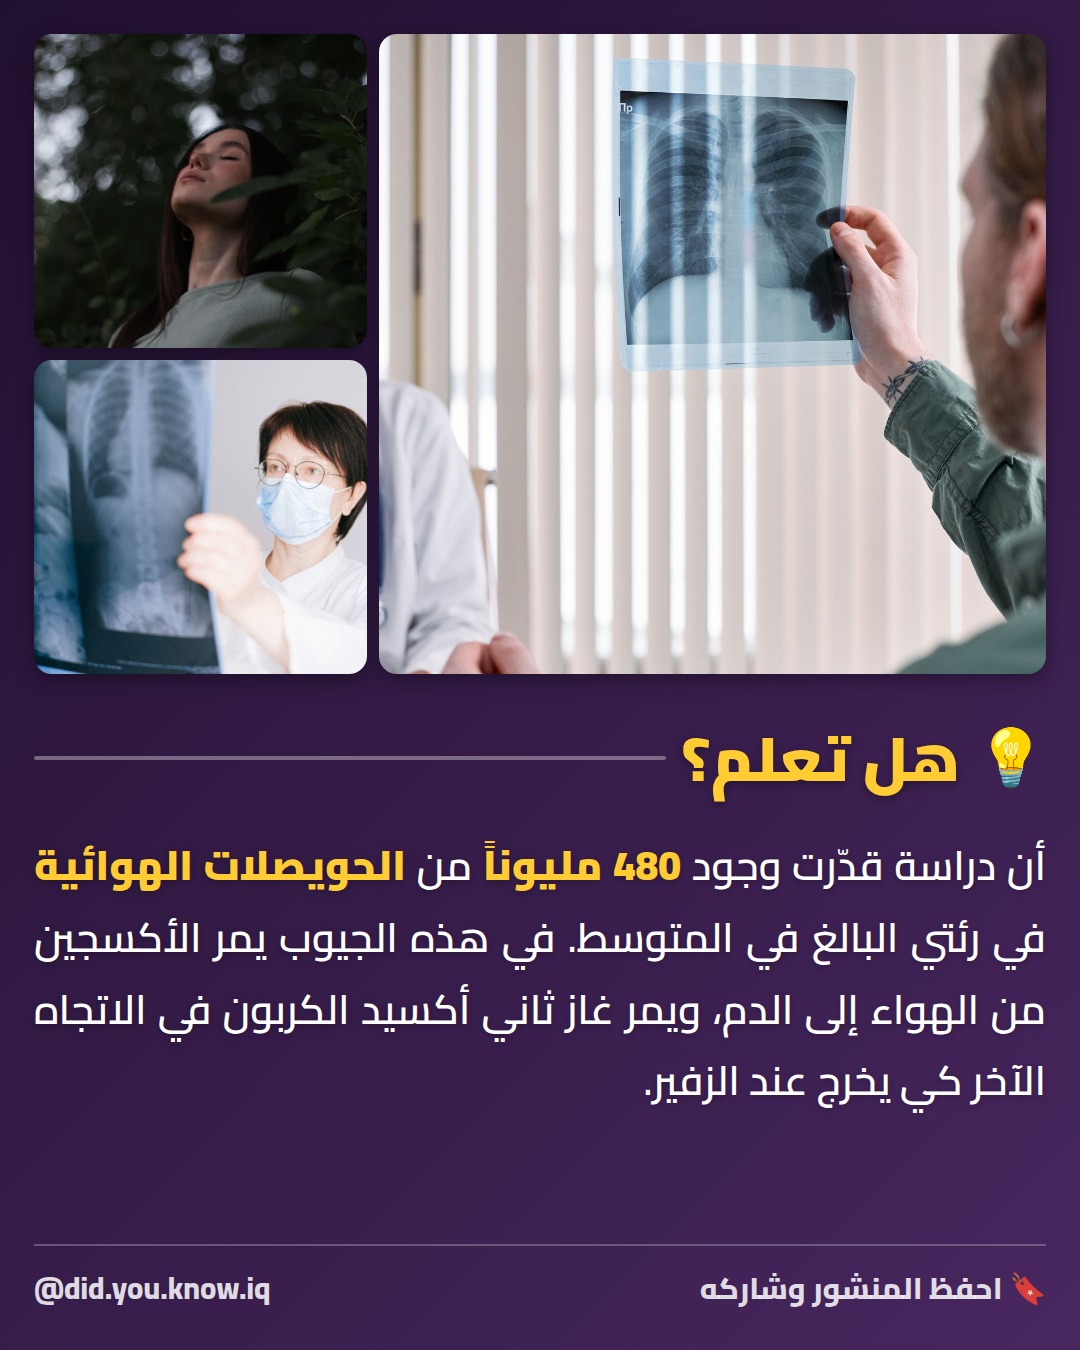 Пр
هل تعلم؟
أن دراسة قدّرت وجود 480 مليوناً من الحويصلات الهوائية
في رئتي البالغ في المتوسط. في هذه الجيوب يمر الأكسجين
من الهواء إلى الدم، ويمر غاز ثاني أكسيد الكربون في الاتجاه
الآخر كي يخرج عند الزفير.
احفظ المنشور وشاركه
@did.you.know.iq